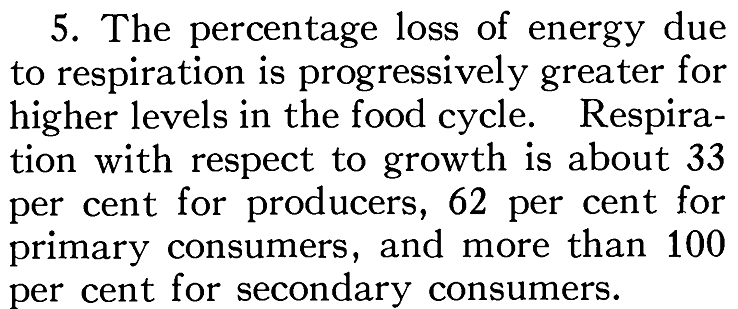 5. The percentage loss of energy due
to respiration is progressively greater for
higher levels in the food cycle. Respira-
tion with respect to growth is about 33
per cent for producers, 62 per cent for
primary consumers, and more than 100
per cent for secondary consumers.